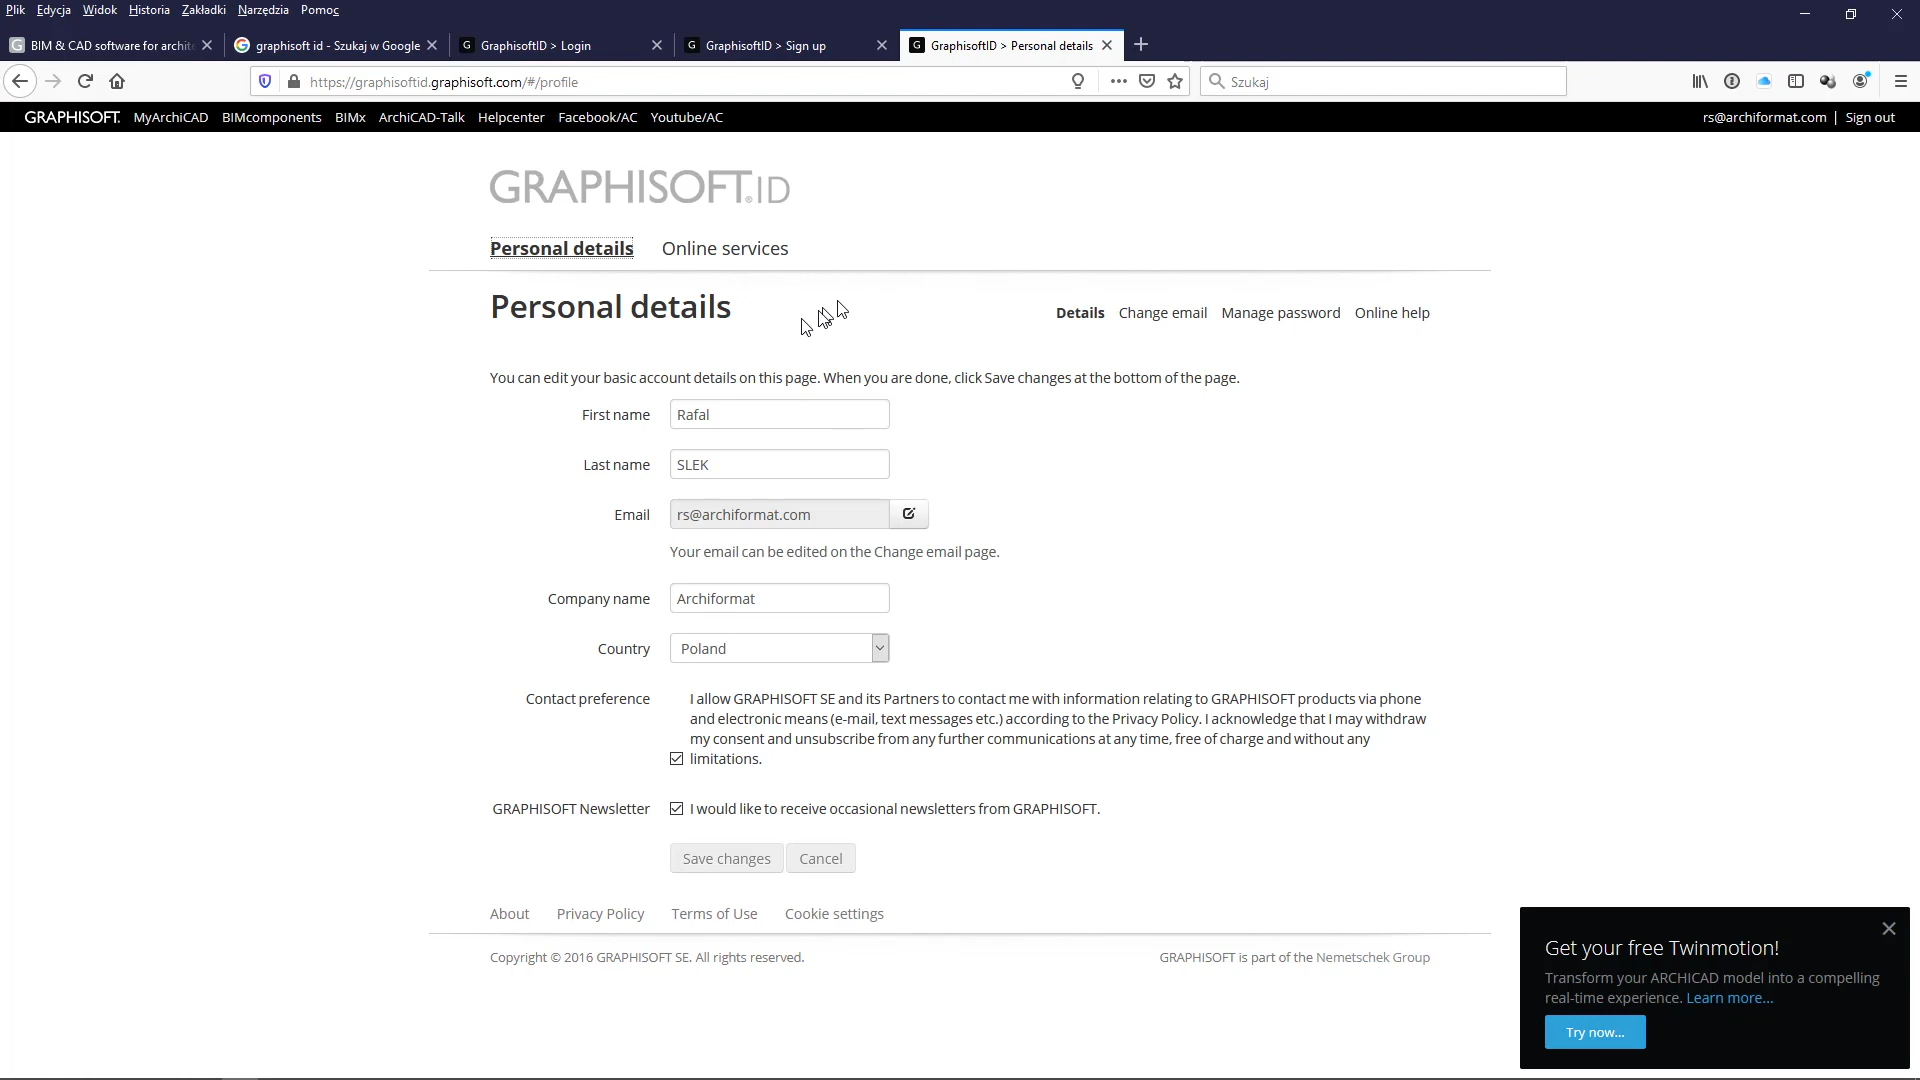 Plik Edycja Widok Historia Zakładki Narzędzia Pomoc
BIM & CAD software for archite
graphisoft id - Szukaj w Google
GraphisoftID > Login
GraphisoftID > Sign up
GraphisoftID > Personal details
https://graphisoftid.graphisoft.com/#/profile
Szukaj
GRAPHISOFT. MyArchiCAD BIMcomponents BIMx ArchiCAD-Talk Helpcenter Facebook/AC Youtube/AC
rs@archiformat.com | Sign out
GRAPHISOFT.ID
Personal details Online services
Personal details
Details Change email Manage password Online help
You can edit your basic account details on this page. When you are done, click Save changes at the bottom of the page.
First name Rafal
Last name SLEK
Email rs@archiformat.com
Your email can be edited on the Change email page.
Company name Archiformat
Country Poland
Contact preference I allow GRAPHISOFT SE and its Partners to contact me with information relating to GRAPHISOFT products via phone
and electronic means (e-mail, text messages etc.) according to the Privacy Policy. I acknowledge that I may withdraw
my consent and unsubscribe from any further communications at any time, free of charge and without any
limitations.
GRAPHISOFT Newsletter I would like to receive occasional newsletters from GRAPHISOFT.
Save changes Cancel
About Privacy Policy Terms of Use Cookie settings
Copyright © 2016 GRAPHISOFT SE. All rights reserved.
GRAPHISOFT is part of the Nemetschek Group
Get your free Twinmotion!
Transform your ARCHICAD model into a compelling
real-time experience. Learn more...
Try now...